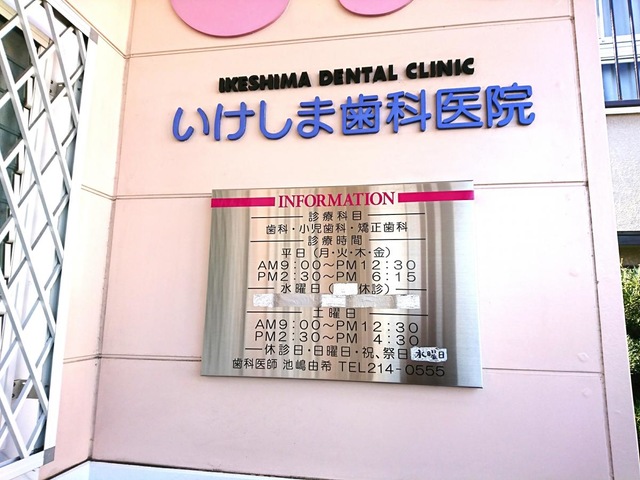 IKESHIMA DENTAL CLINIC
いけしま歯科医院
INFORMATION
診療科目
歯科・小児歯科・矯正歯科
診療時間
平日(月・火・木・金)
AM9:00〜PM12:30
PM2:30〜PM 6:15
水曜日( 休診)
土曜日
AM9:00〜PM12:30
PM2:30〜PM 4:30
休診日・日曜日・祝、祭日 水曜日
歯科医師 池嶋由希 TEL214-0555